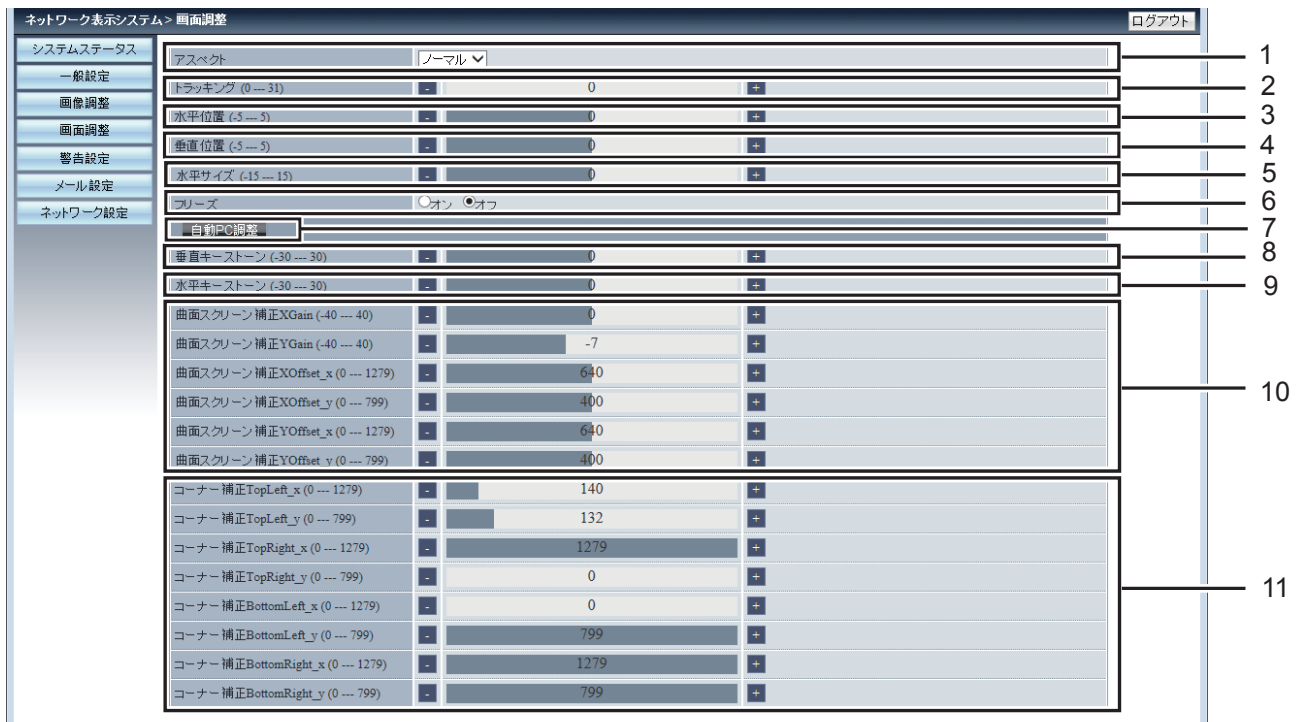 ネットワーク表示システム> 画面調整
ログアウト
システムステータス
一般設定
画像調整
画面調整
警告設定
メール設定
ネットワーク設定
アスペクト ノーマル 1
トラッキング (0 --- 31) - 0 + 2
水平位置 (-5 --- 5) - 0 + 3
垂直位置 (-5 --- 5) - 0 + 4
水平サイズ (-15 --- 15) - 0 + 5
フリーズ オン オフ 6
自動PC調整 7
垂直キーストーン (-30 --- 30) - 0 + 8
水平キーストーン (-30 --- 30) - 0 + 9
曲面スクリーン補正XGain (-40 --- 40) - 0 +
曲面スクリーン補正YGain (-40 --- 40) - -7 +
曲面スクリーン補正XOffset_x (0 --- 1279) - 640 +
曲面スクリーン補正XOffset_y (0 --- 799) - 400 + 10
曲面スクリーン補正YOffset_x (0 --- 1279) - 640 +
曲面スクリーン補正YOffset_y (0 --- 799) - 400 +
コーナー補正TopLeft_x (0 --- 1279) - 140 +
コーナー補正TopLeft_y (0 --- 799) - 132 +
コーナー補正TopRight_x (0 --- 1279) - 1279 +
コーナー補正TopRight_y (0 --- 799) - 0 + 11
コーナー補正BottomLeft_x (0 --- 1279) - 0 +
コーナー補正BottomLeft_y (0 --- 799) - 799 +
コーナー補正BottomRight_x (0 --- 1279) - 1279 +
コーナー補正BottomRight_y (0 --- 799) - 799 +